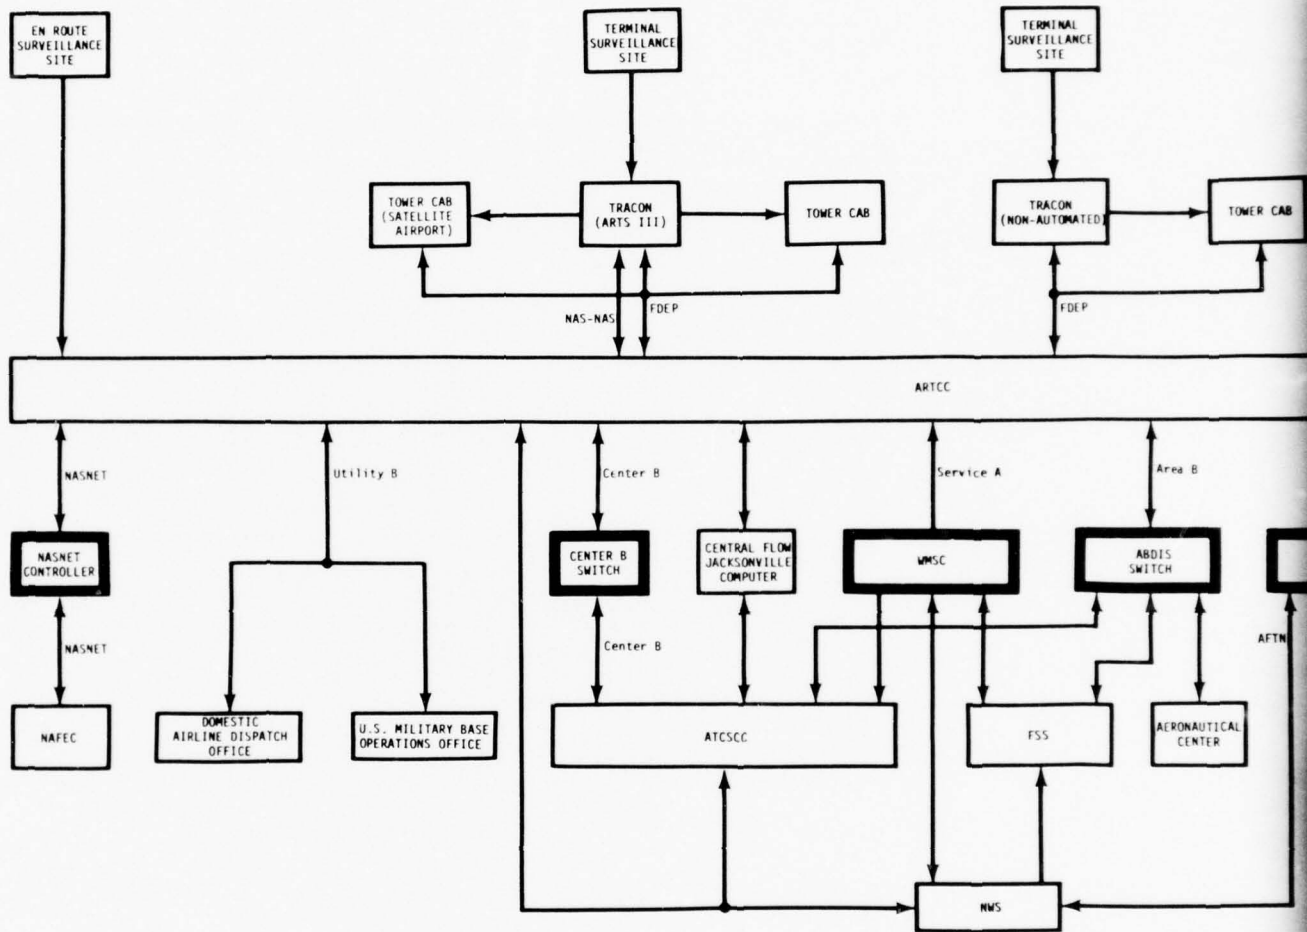 EN ROUTE
SURVEILLANCE
SITE
TERMINAL
SURVEILLANCE
SITE
TERMINAL
SURVEILLANCE
SITE
TOWER CAB
(SATELLITE
AIRPORT)
TRACON
(ARTS III)
TOWER CAB
TRACON
(NON-AUTOMATED)
TOWER CAB
NAS-NAS
FDEP
FDEP
ARTCC
NASNET
Utility B
Center B
Service A
Area B
NASNET
CONTROLLER
CENTER B
SWITCH
CENTRAL FLOW
JACKSONVILLE
COMPUTER
WMSC
ABDIS
SWITCH
NASNET
Center B
AFTN
NAFEC
DOMESTIC
AIRLINE DISPATCH
OFFICE
U.S. MILITARY BASE
OPERATIONS OFFICE
ATCSCC
FSS
AERONAUTICAL
CENTER
NWS